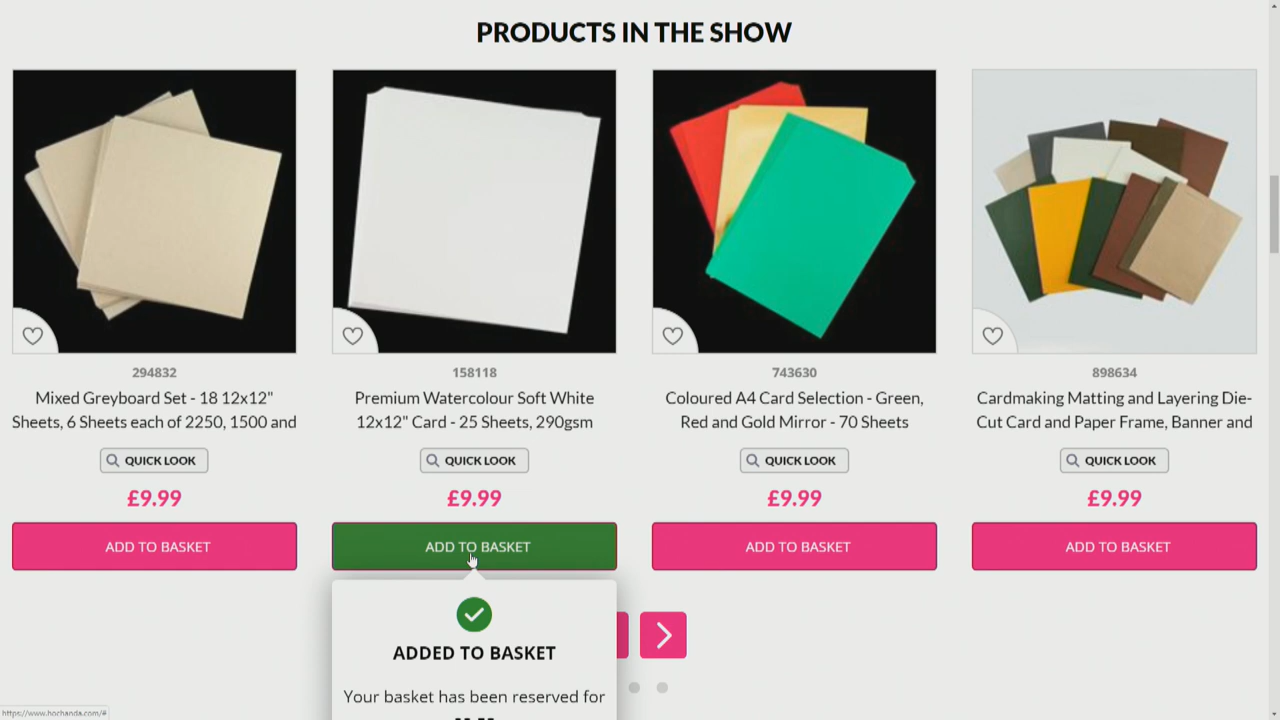 PRODUCTS IN THE SHOW
294832
Mixed Greyboard Set - 18 12x12"
Sheets, 6 Sheets each of 2250, 1500 and
QUICK LOOK
£9.99
ADD TO BASKET
158118
Premium Watercolour Soft White
12x12" Card - 25 Sheets, 290gsm
QUICK LOOK
£9.99
ADD TO BASKET
743630
Coloured A4 Card Selection - Green,
Red and Gold Mirror - 70 Sheets
QUICK LOOK
£9.99
ADD TO BASKET
898634
Cardmaking Matting and Layering Die-
Cut Card and Paper Frame, Banner and
QUICK LOOK
£9.99
ADD TO BASKET
ADDED TO BASKET
Your basket has been reserved for
https://www.hochanda.com/#